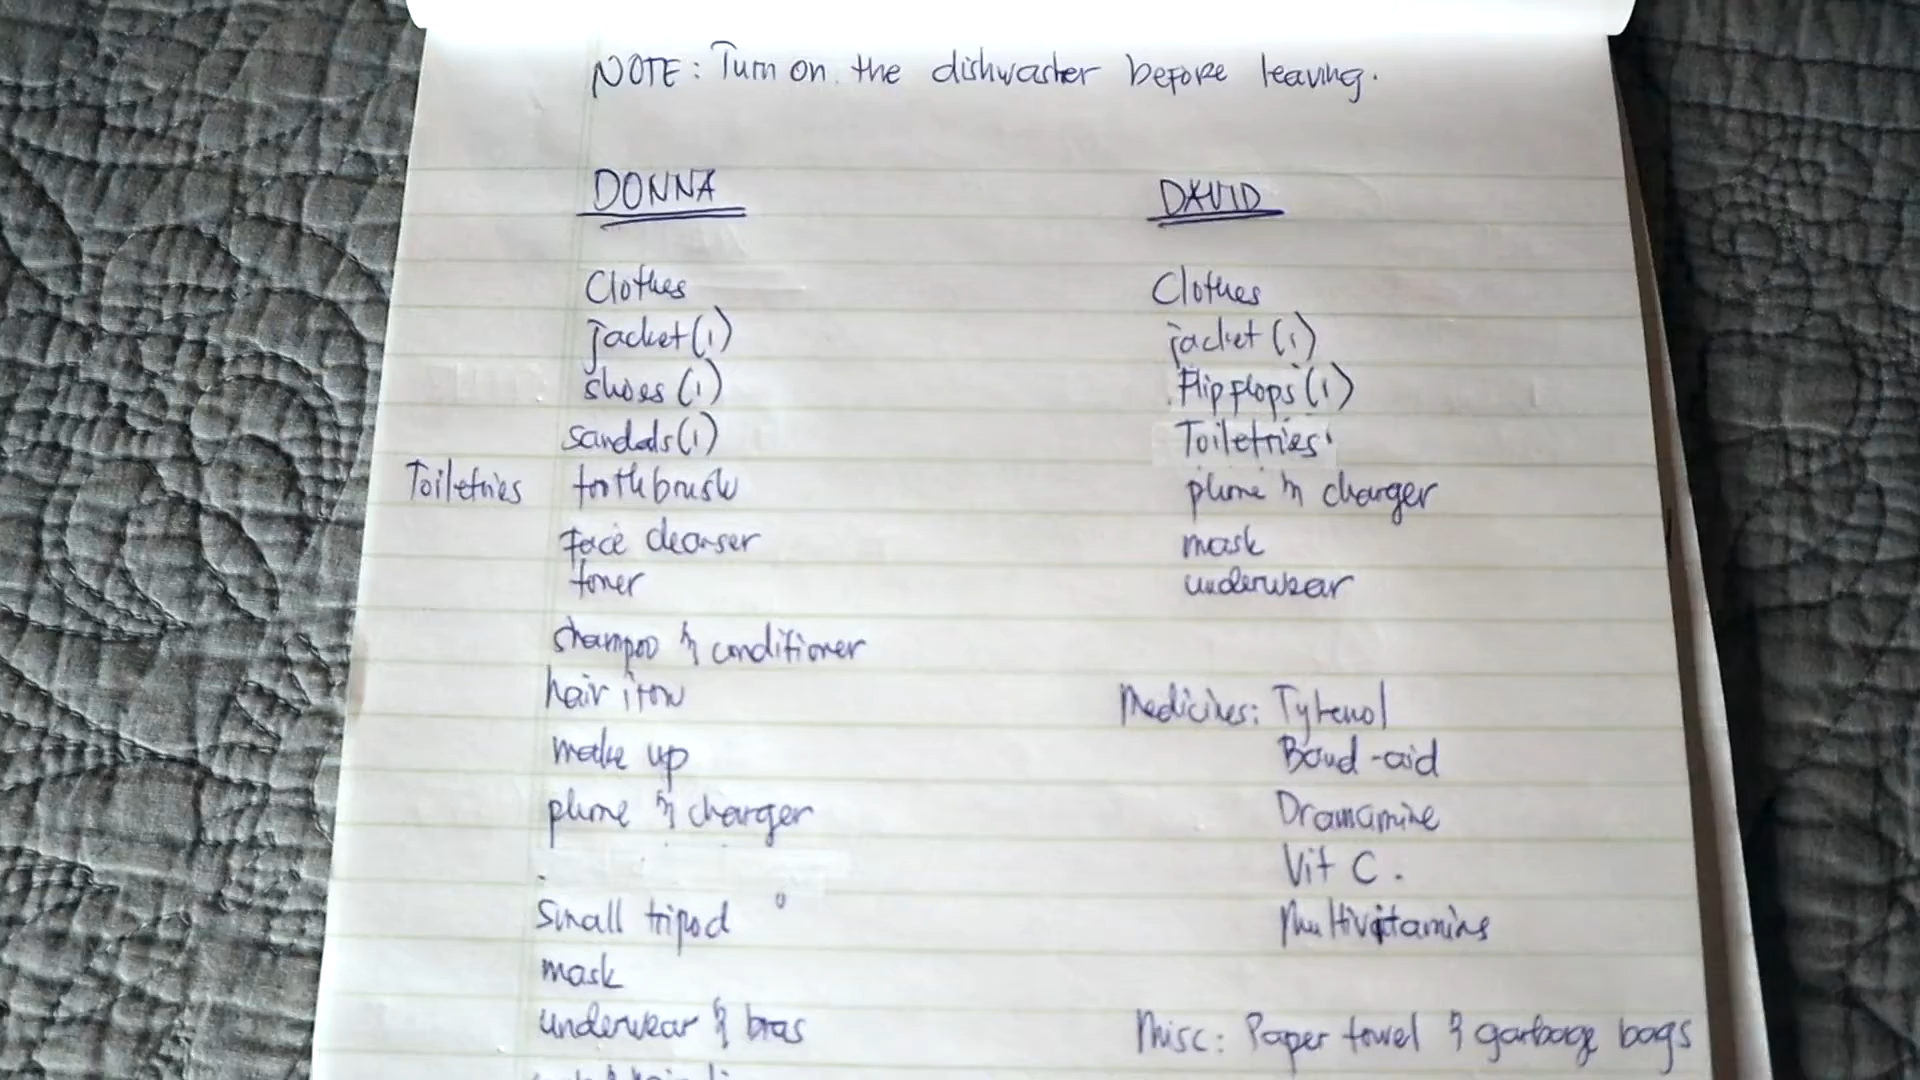 NOTE: Turn on the dishwasher before leaving.
DONNA
Clothes
jacket (1)
shoes (1)
sandals (1)
Toiletries toothbrush
face cleanser
toner
shampoo & conditioner
hair iron
make up
phone & charger
small tripod
mask
underwear & bras
DAVID
Clothes
jacket (1)
Flipflops (1)
Toiletries
phone & charger
mask
underwear
Medicines: Tylenol
Band-aid
Dramamine
Vit C.
Multivitamins
Misc: Paper towel & garbage bags